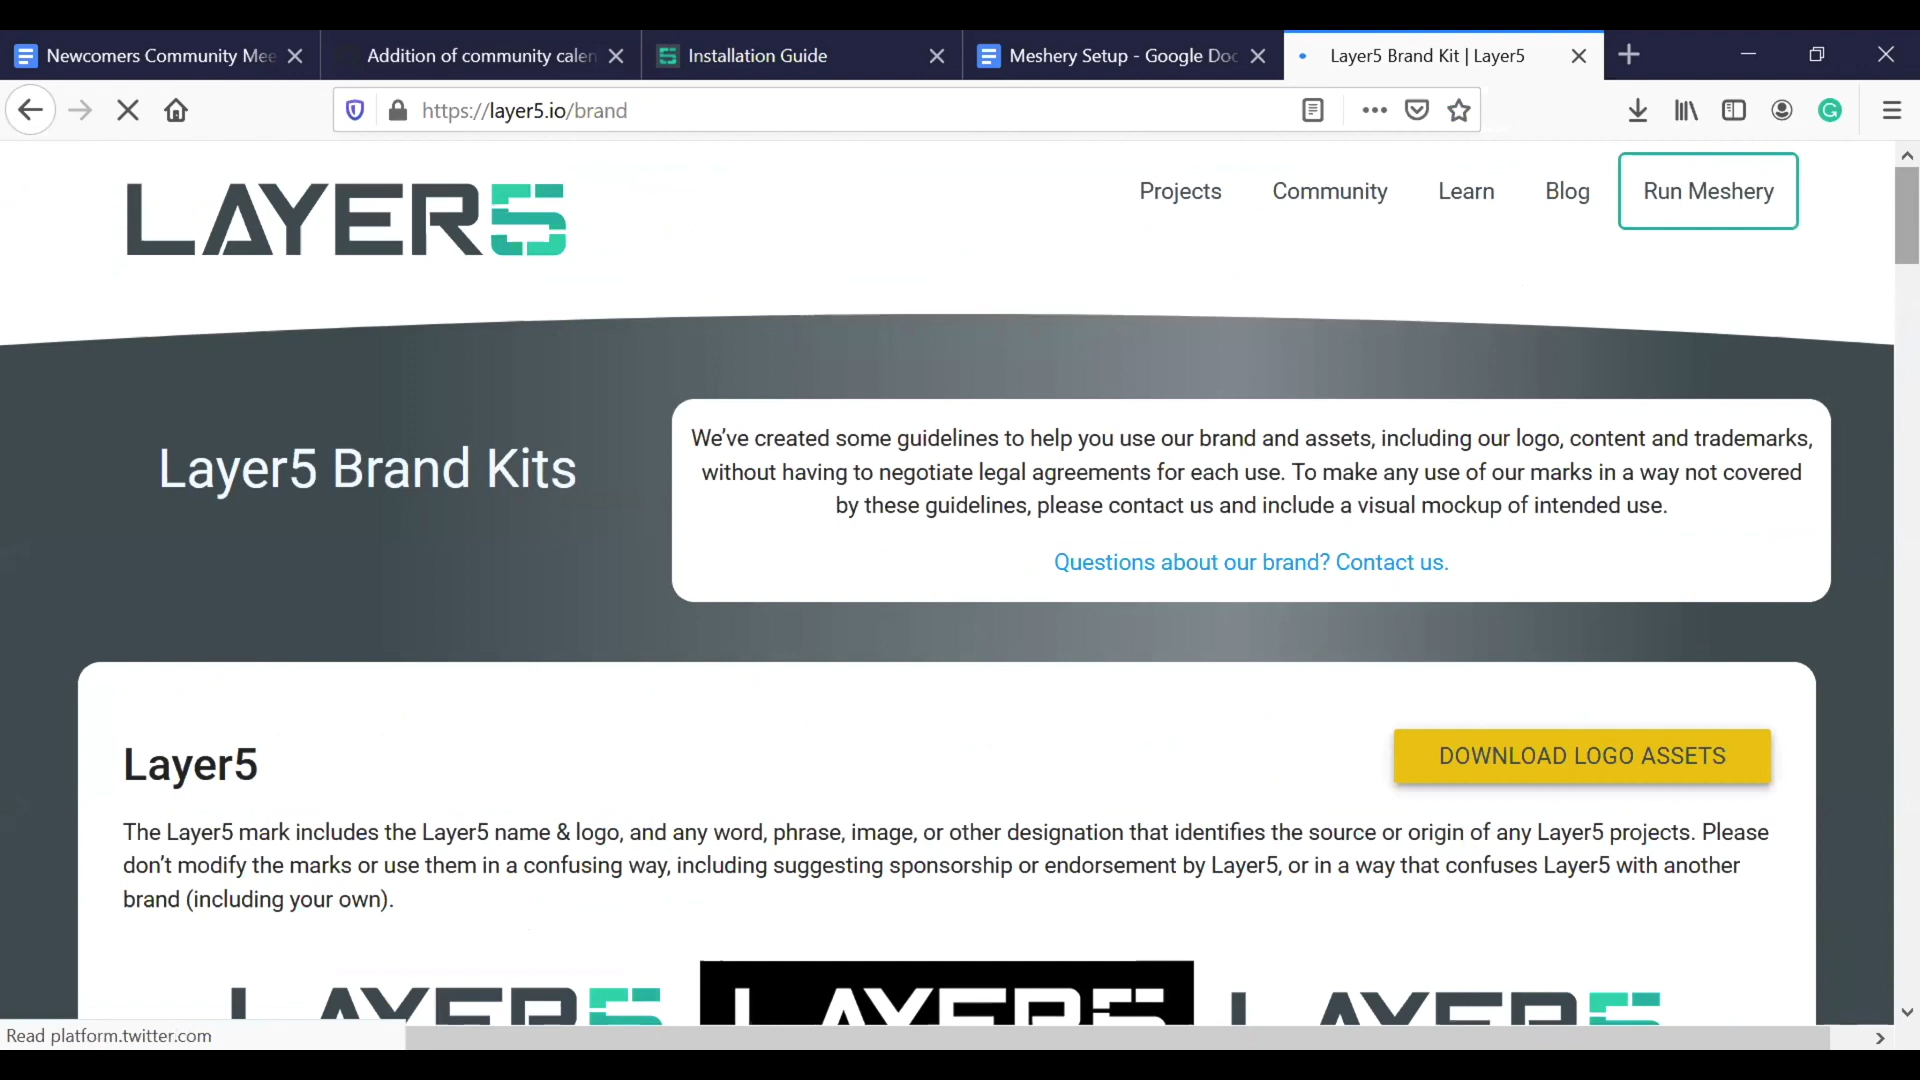 Newcomers Community Mee
Addition of community calen
Installation Guide
Meshery Setup - Google Doc
Layer5 Brand Kit | Layer5
https://layer5.io/brand
LAYER5
Projects
Community
Learn
Blog
Run Meshery
Layer5 Brand Kits
We’ve created some guidelines to help you use our brand and assets, including our logo, content and trademarks,
without having to negotiate legal agreements for each use. To make any use of our marks in a way not covered
by these guidelines, please contact us and include a visual mockup of intended use.
Questions about our brand? Contact us.
Layer5
DOWNLOAD LOGO ASSETS
The Layer5 mark includes the Layer5 name & logo, and any word, phrase, image, or other designation that identifies the source or origin of any Layer5 projects. Please
don’t modify the marks or use them in a confusing way, including suggesting sponsorship or endorsement by Layer5, or in a way that confuses Layer5 with another
brand (including your own).
LAYER5
LAYER5
LAYER5
Read platform.twitter.com